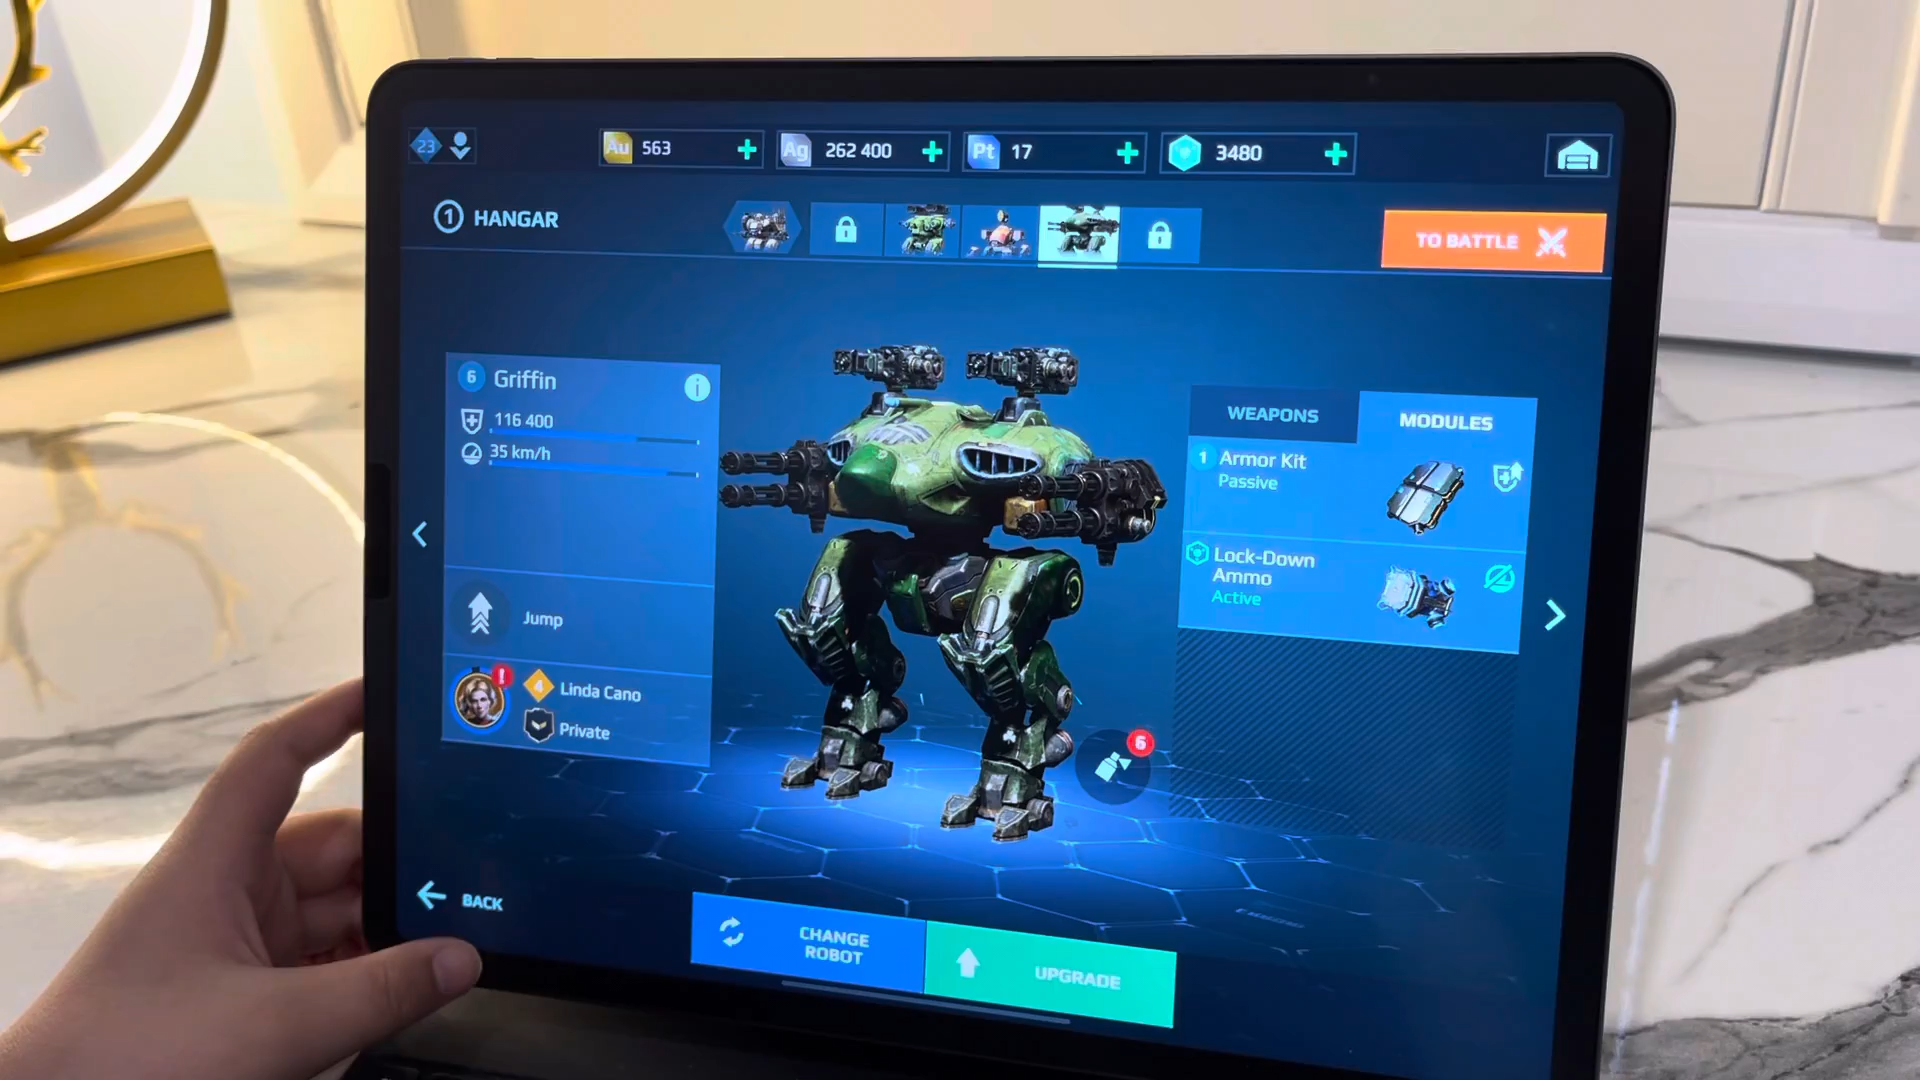 23
Au 563
Ag 262 400
Pt 17
3480
1 HANGAR
TO BATTLE
6 Griffin
i
116 400
35 km/h
WEAPONS
MODULES
1 Armor Kit
Passive
Lock-Down
Ammo
Active
Jump
! 4 Linda Cano
Private
6
BACK
CHANGE
ROBOT
UPGRADE